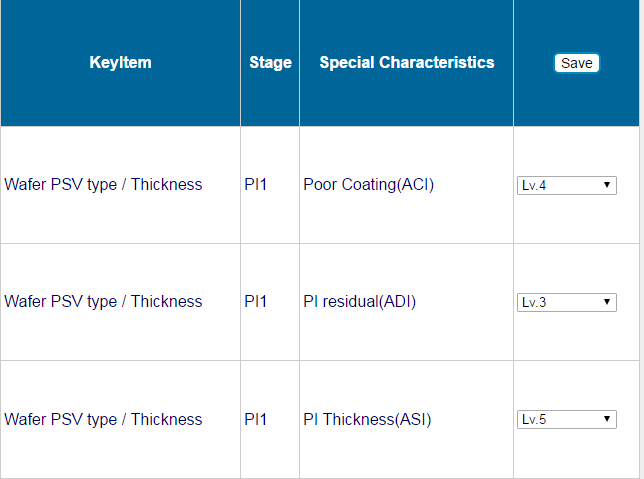 KeyItem Stage Special Characteristics Save
Wafer PSV type / Thickness PI1 Poor Coating(ACI) Lv.4
Wafer PSV type / Thickness PI1 PI residual(ADI) Lv.3
Wafer PSV type / Thickness PI1 PI Thickness(ASI) Lv.5